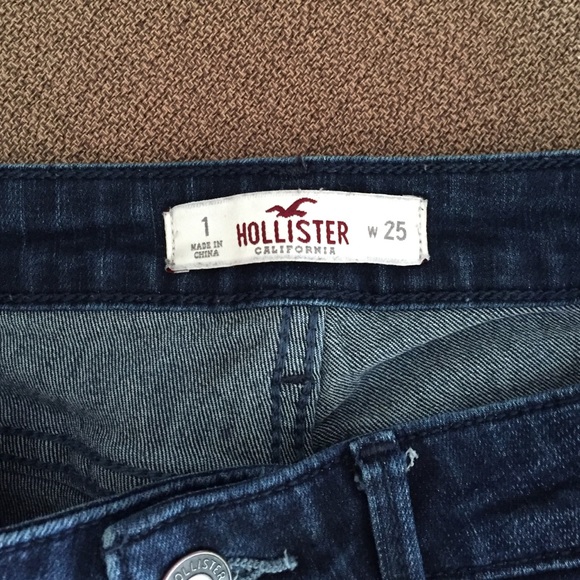 1
MADE IN
CHINA
HOLLISTER
CALIFORNIA
W 25
HOLLISTER